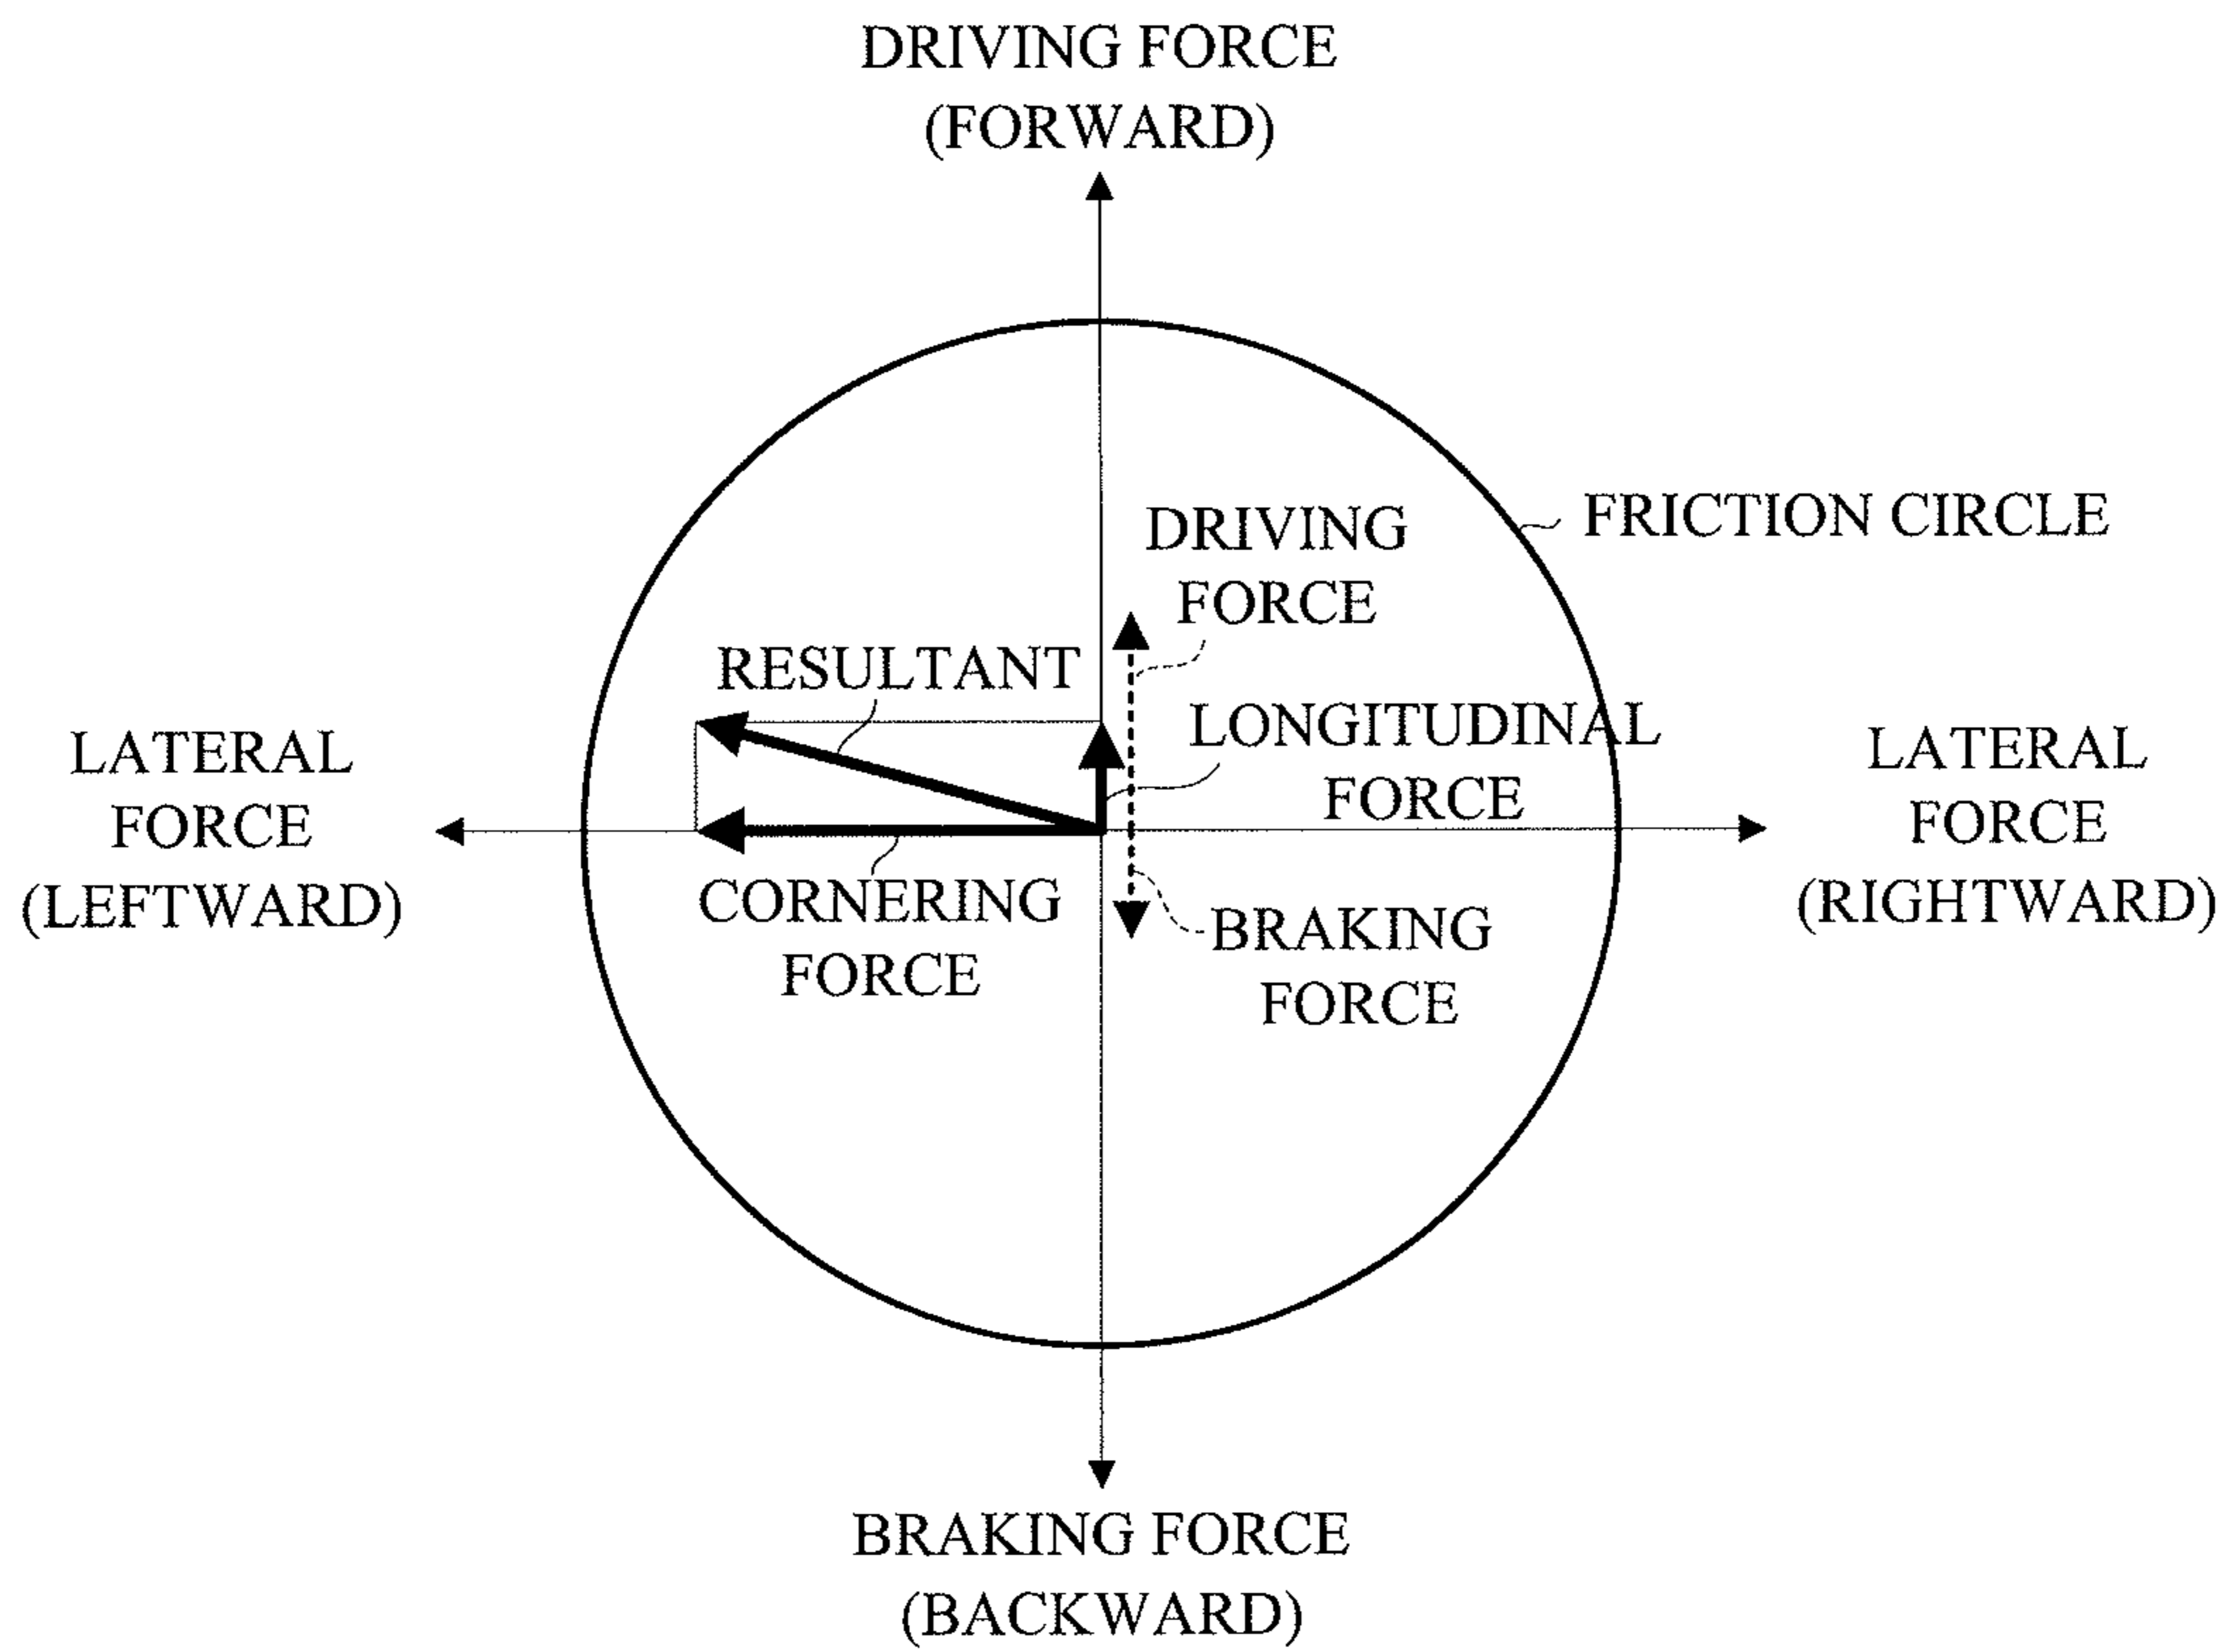 DRIVING FORCE
(FORWARD)
FRICTION CIRCLE
DRIVING
FORCE
RESULTANT
LONGITUDINAL
FORCE
LATERAL
FORCE
(LEFTWARD)
LATERAL
FORCE
(RIGHTWARD)
CORNERING
FORCE
BRAKING
FORCE
BRAKING FORCE
(BACKWARD)